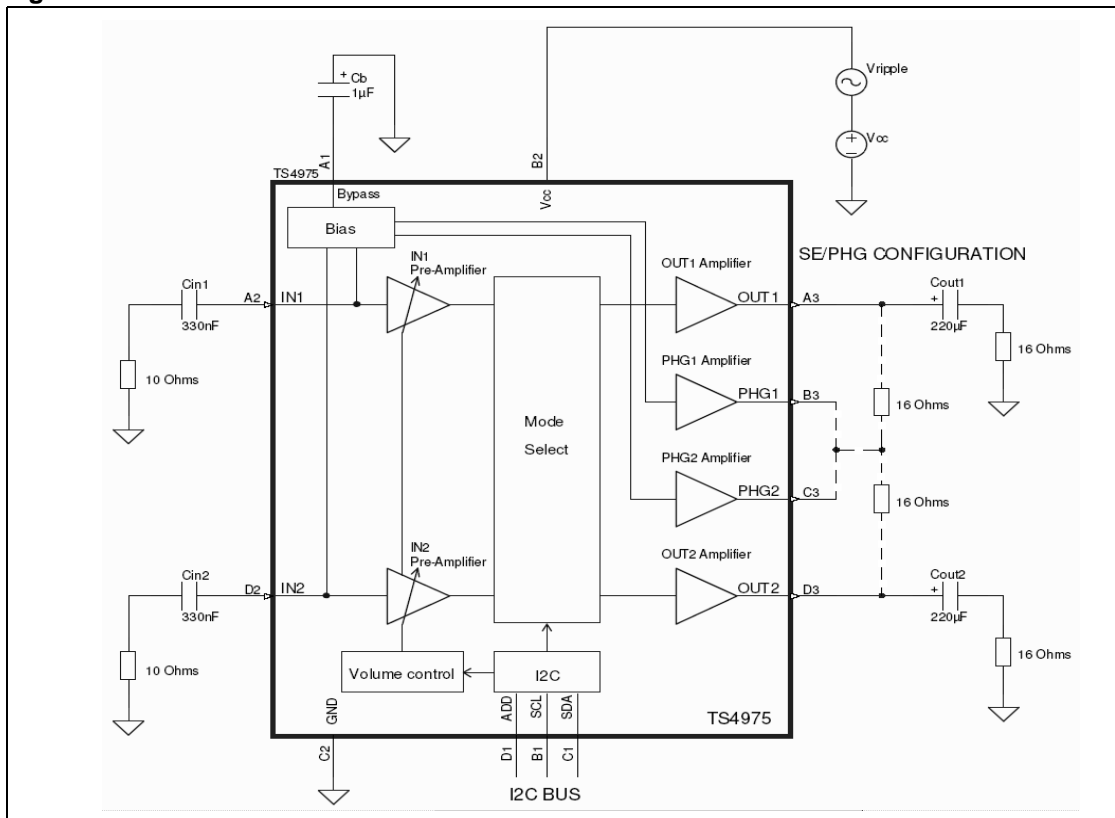 Cb
1µF
+
Vripple
Vcc
A1
B2
TS4975
Bypass
Vcc
Bias
SE/PHG CONFIGURATION
IN1
Pre-Amplifier
OUT1 Amplifier
Cin1
A2
IN1
OUT1
A3
Cout1
+
330nF
220µF
16 Ohms
10 Ohms
PHG1 Amplifier
PHG1
B3
16 Ohms
Mode
Select
PHG2 Amplifier
PHG2
C3
16 Ohms
IN2
Pre-Amplifier
OUT2 Amplifier
Cin2
D2
IN2
OUT2
D3
Cout2
+
330nF
220µF
10 Ohms
16 Ohms
Volume control
I2C
GND
ADD
SCL
SDA
TS4975
C2
D1
B1
C1
I2C BUS